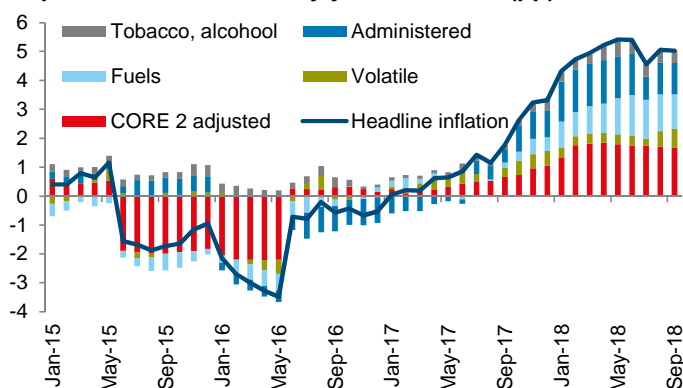 Tobacco, alcohool
Administered
Fuels
Volatile
CORE 2 adjusted
Headline inflation
6
5
4
3
2
1
0
-1
-2
-3
-4
Jan-15
May-15
Sep-15
Jan-16
May-16
Sep-16
Jan-17
May-17
Sep-17
Jan-18
May-18
Sep-18